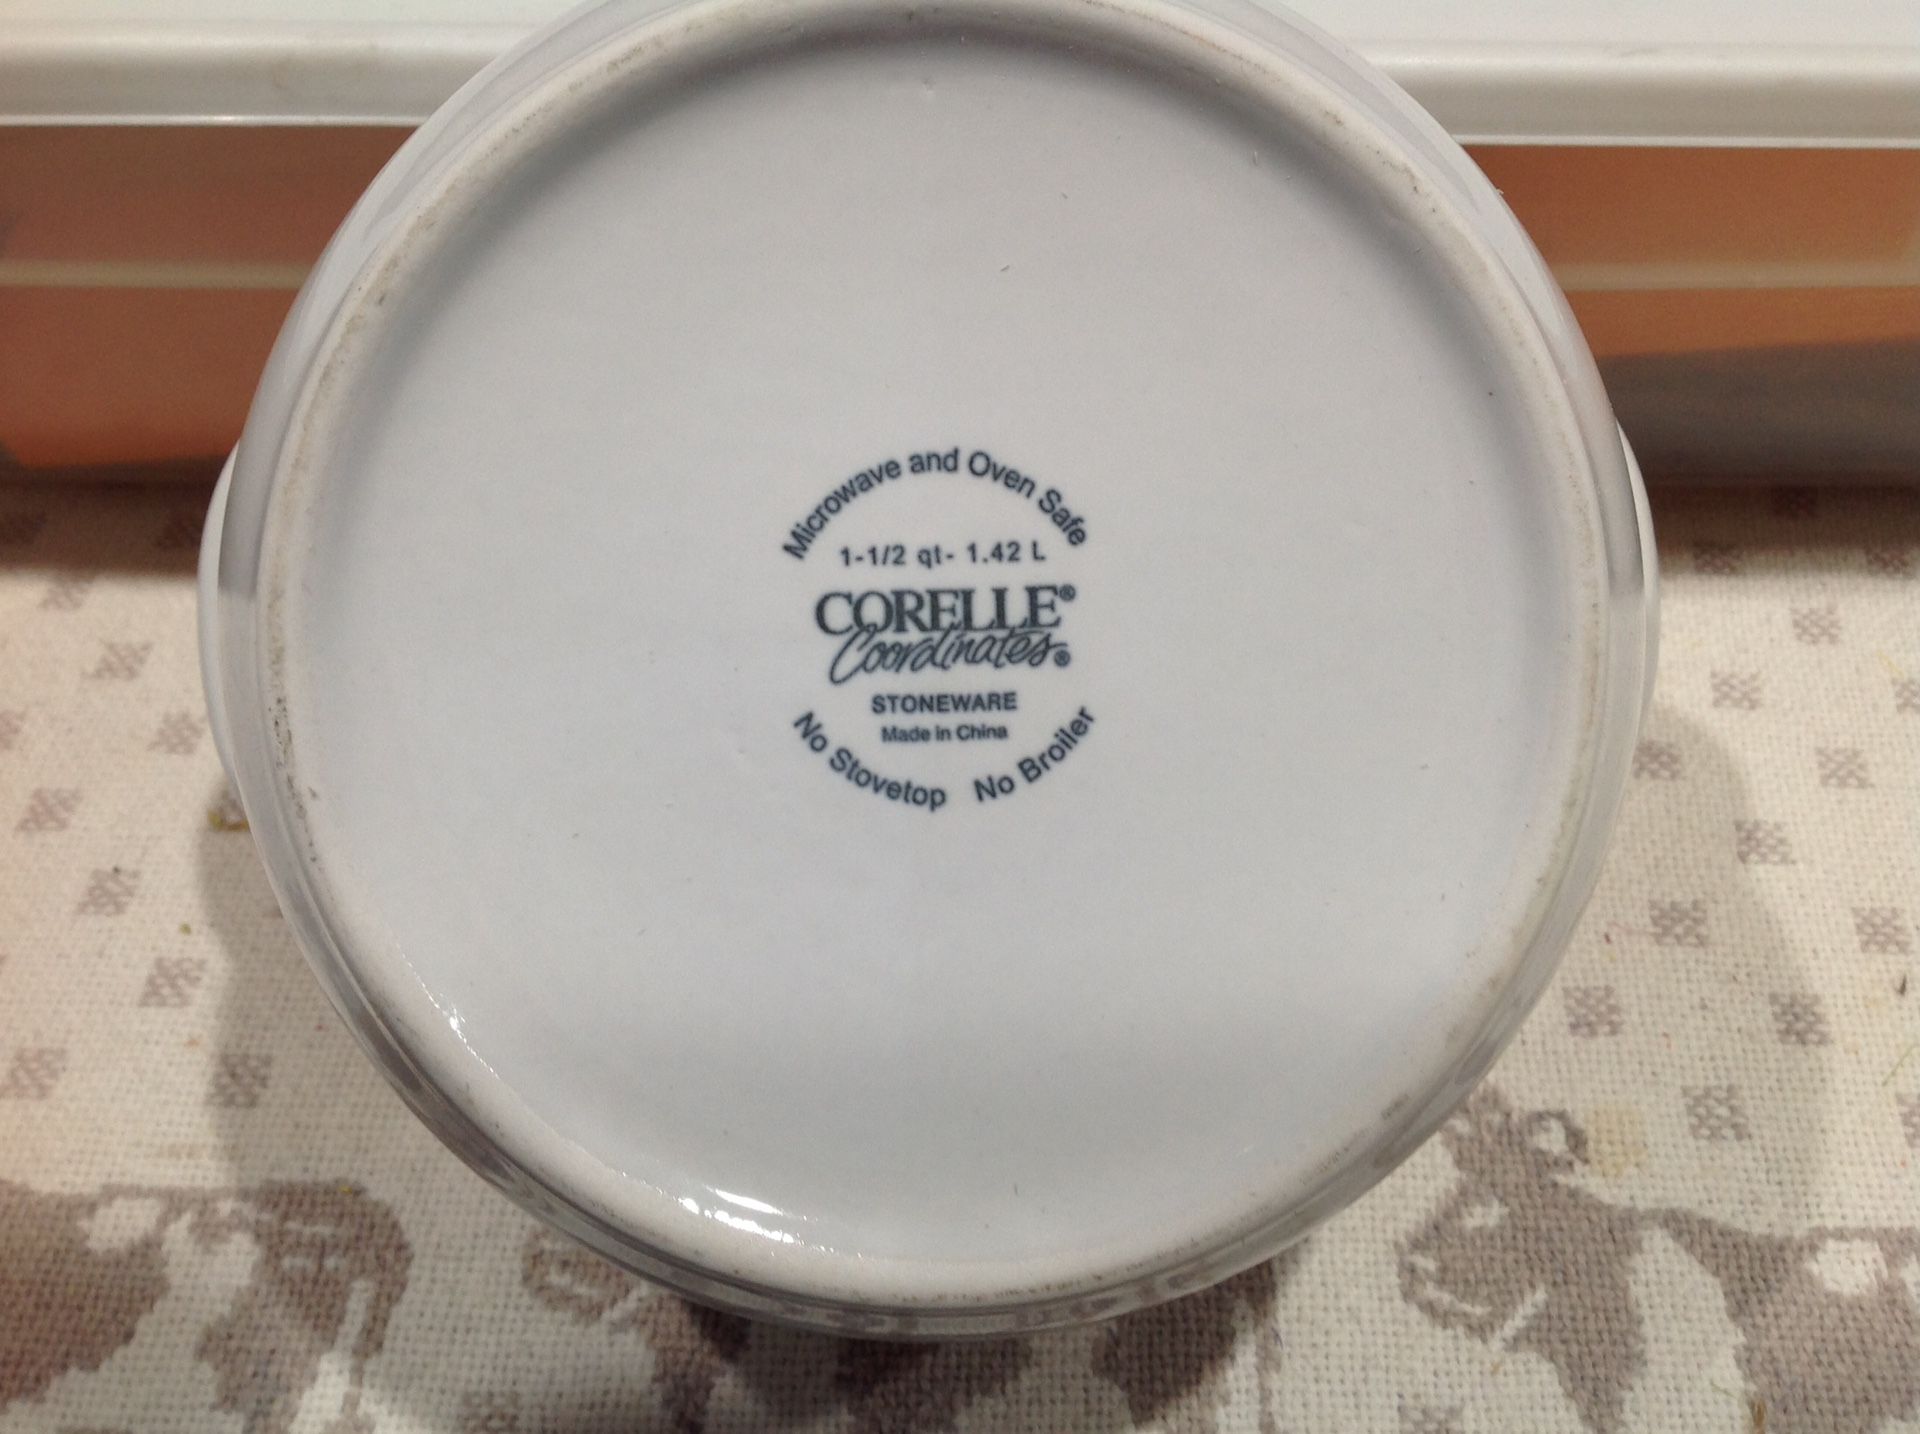 Microwave and Oven Safe
1-1/2 qt- 1.42 L
CORELLE®
Coordinates®
STONEWARE
Made in China
No Stovetop No Broiler